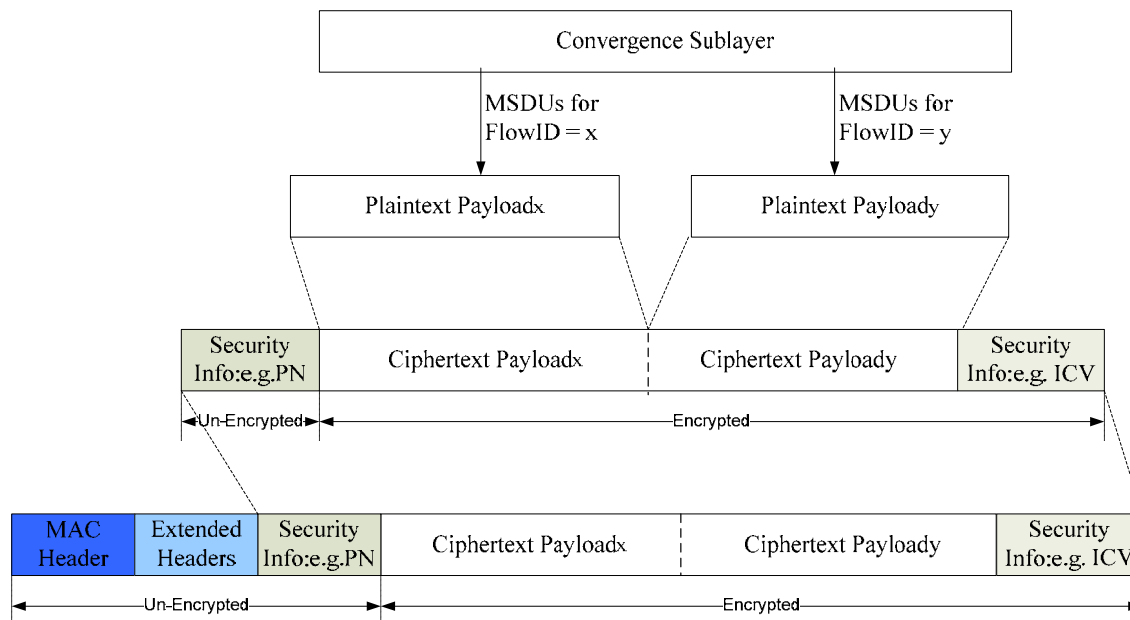 Convergence Sublayer
MSDUs for
FlowID = x
MSDUs for
FlowID = y
Plaintext Payloadx
Plaintext Payloady
Security
Info:e.g.PN
Ciphertext Payloadx
Ciphertext Payloady
Security
Info:e.g. ICV
Un-Encrypted
Encrypted
MAC
Header
Extended
Headers
Security
Info:e.g.PN
Ciphertext Payloadx
Ciphertext Payloady
Security
Info:e.g. ICV
Un-Encrypted
Encrypted